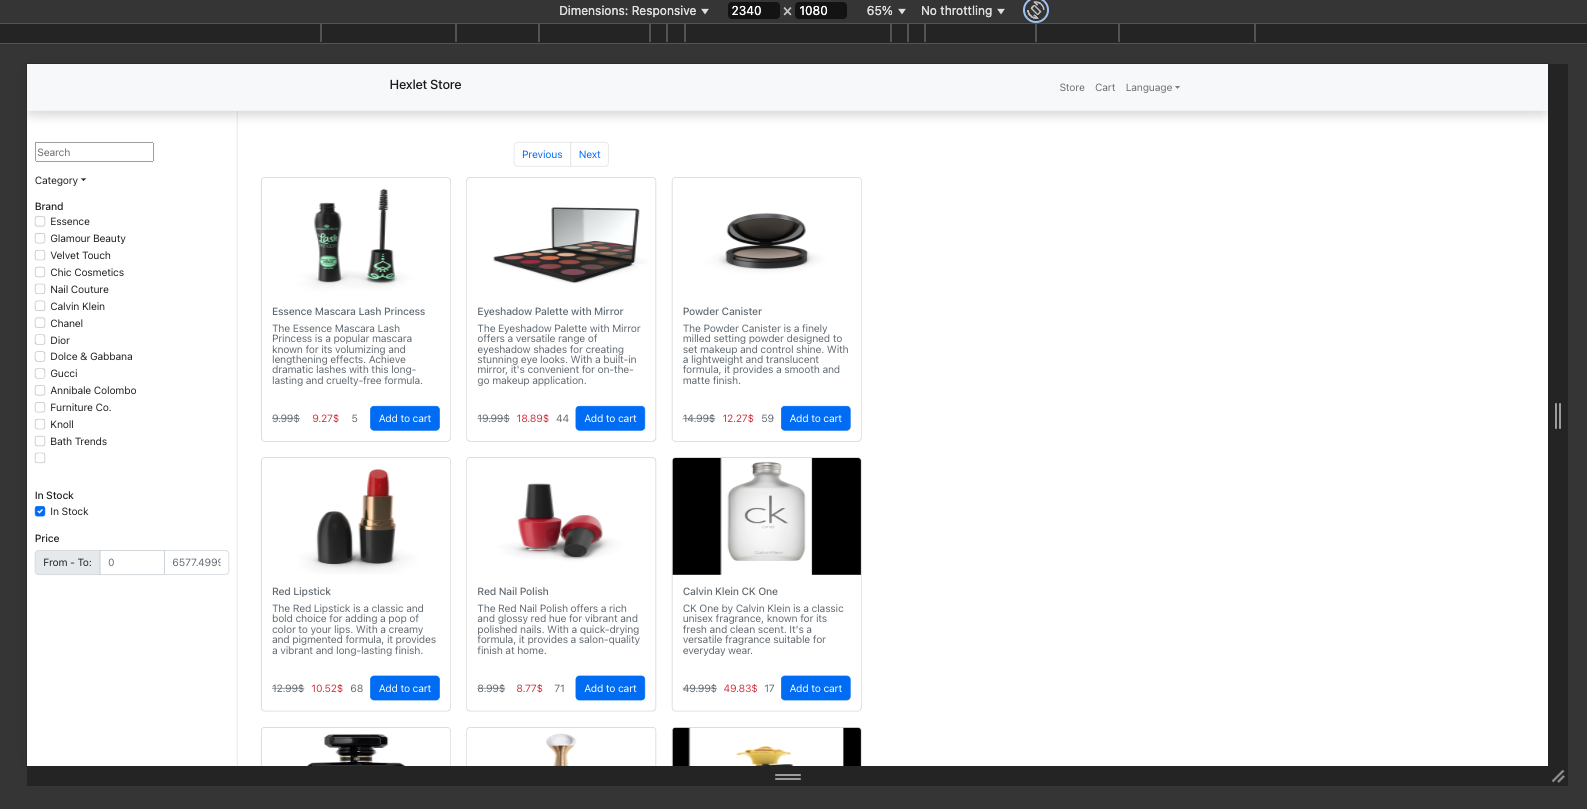 Dimensions: Responsive 2340 × 1080 65% No throttling
Hexlet Store
Store Cart Language
Search
Category
Brand
Essence
Glamour Beauty
Velvet Touch
Chic Cosmetics
Nail Couture
Calvin Klein
Chanel
Dior
Dolce & Gabbana
Gucci
Annibale Colombo
Furniture Co.
Knoll
Bath Trends
In Stock
In Stock
Price
From - To: 0 6577.499
Previous Next
Essence Mascara Lash Princess
The Essence Mascara Lash
Princess is a popular mascara
known for its volumizing and
lengthening effects. Achieve
dramatic lashes with this long-
lasting and cruelty-free formula.
9.99$ 9.27$ 5 Add to cart
Eyeshadow Palette with Mirror
The Eyeshadow Palette with Mirror
offers a versatile range of
eyeshadow shades for creating
stunning eye looks. With a built-in
mirror, it's convenient for on-the-
go makeup application.
19.99$ 18.89$ 44 Add to cart
Powder Canister
The Powder Canister is a finely
milled setting powder designed to
set makeup and control shine. With
a lightweight and translucent
formula, it provides a smooth and
matte finish.
14.99$ 12.27$ 59 Add to cart
Red Lipstick
The Red Lipstick is a classic and
bold choice for adding a pop of
color to your lips. With a creamy
and pigmented formula, it provides
a vibrant and long-lasting finish.
12.99$ 10.52$ 68 Add to cart
Red Nail Polish
The Red Nail Polish offers a rich
and glossy red hue for vibrant and
polished nails. With a quick-drying
formula, it provides a salon-quality
finish at home.
8.99$ 8.77$ 71 Add to cart
ck
Calvin Klein CK One
CK One by Calvin Klein is a classic
unisex fragrance, known for its
fresh and clean scent. It's a
versatile fragrance suitable for
everyday wear.
49.99$ 49.83$ 17 Add to cart